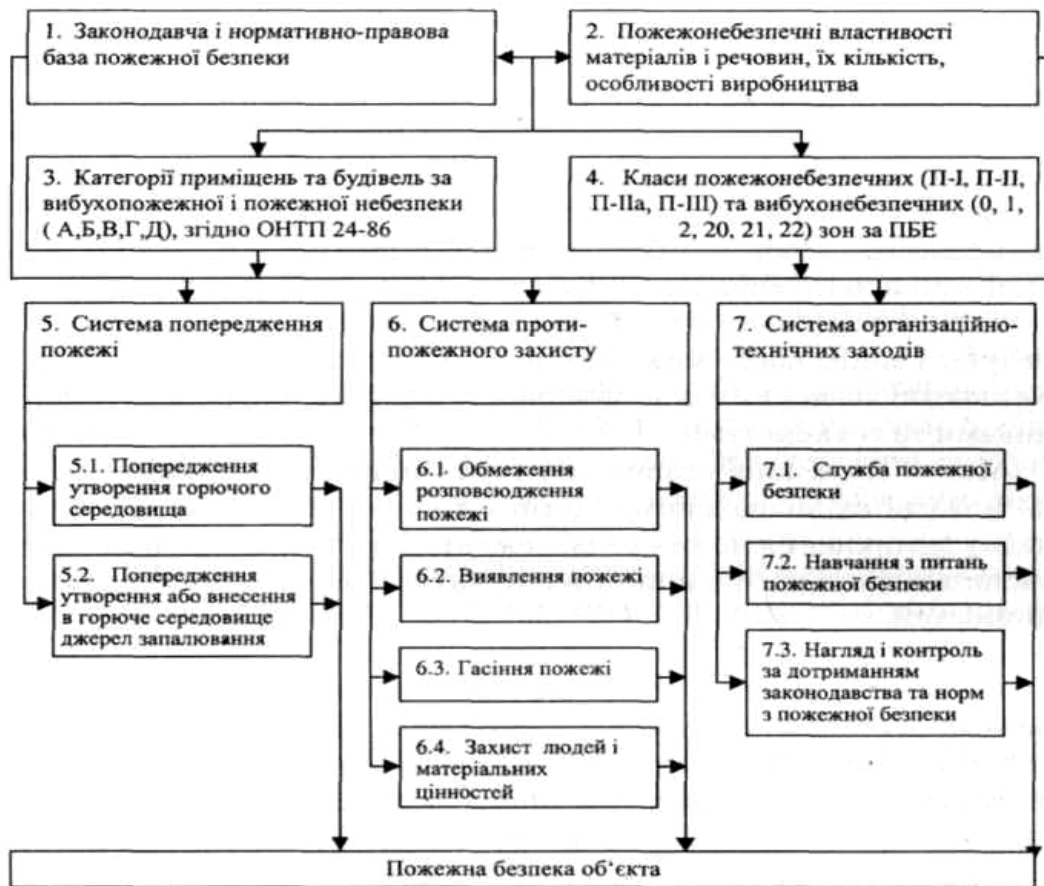 1. Законодавча і нормативно-правова
база пожежної безпеки
2. Пожежонебезпечні властивості
матеріалів і речовин, їх кількість,
особливості виробництва
3. Категорії приміщень та будівель за
вибухопожежної і пожежної небезпеки
( А,Б,В,Г,Д), згідно ОНТП 24-86
4. Класи пожежонебезпечних (П-І, П-ІІ,
П-ІІа, П-ІІІ) та вибухонебезпечних (0, 1,
2, 20, 21, 22) зон за ПБЕ
5. Система попередження
пожежі
5.1. Попередження
утворення горючого
середовища
5.2. Попередження
утворення або внесення
в горюче середовище
джерел запалювання
6. Система проти-
пожежного захисту
6.1 Обмеження
розповсюдження
пожежі
6.2. Виявлення пожежі
6.3. Гасіння пожежі
6.4. Захист людей і
матеріальних
цінностей
7. Система організаційно-
технічних заходів
7.1. Служба пожежної
безпеки
7.2. Навчання з питань
пожежної безпеки
7.3. Нагляд і контроль
за дотриманням
законодавства та норм
з пожежної безпеки
Пожежна безпека об‘єкта